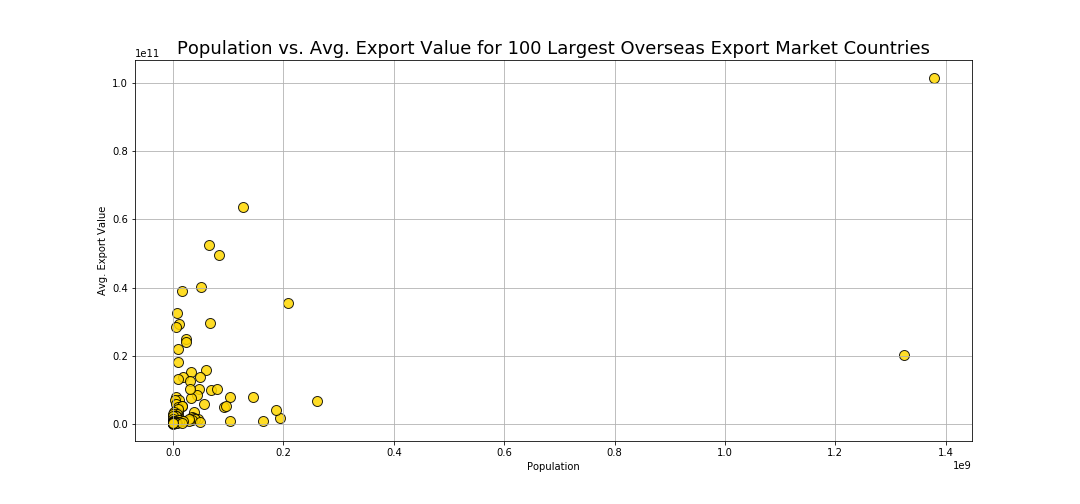 Population vs. Avg. Export Value for 100 Largest Overseas Export Market Countries
1e11
1.0
0.8
0.6
0.4
0.2
0.0
Avg. Export Value
0.0 0.2 0.4 0.6 0.8 1.0 1.2 1.4
Population
1e9